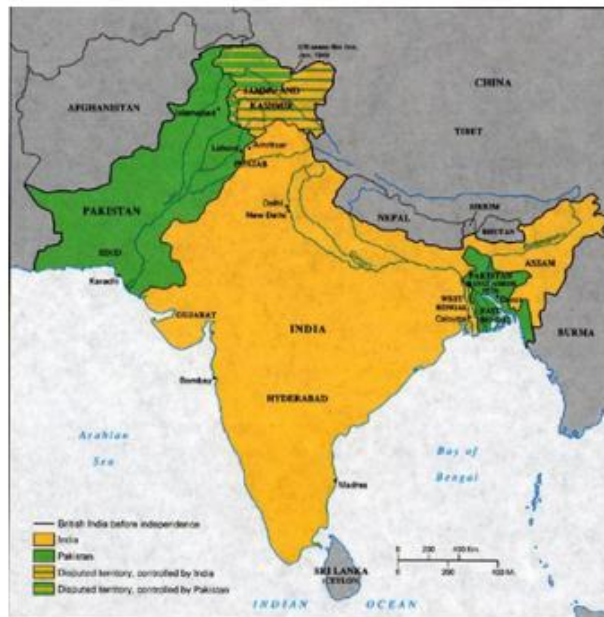 CHINA
AFGHANISTAN
JAMMU AND
KASHMIR
Islamabad
TIBET
Lahore
Amritsar
PUNJAB
PAKISTAN
Delhi
New Delhi
NEPAL
SIKKIM
BHUTAN
SIND
Karachi
ASSAM
PAKISTAN
WEST
BENGAL
EAST
Calcutta
GUJARAT
INDIA
BURMA
Bombay
HYDERABAD
Arabian
Sea
Bay of
Bengal
Madras
British India before independence
India
Pakistan
Disputed territory, controlled by India
Disputed territory, controlled by Pakistan
SRI LANKA
(CEYLON)
INDIAN OCEAN